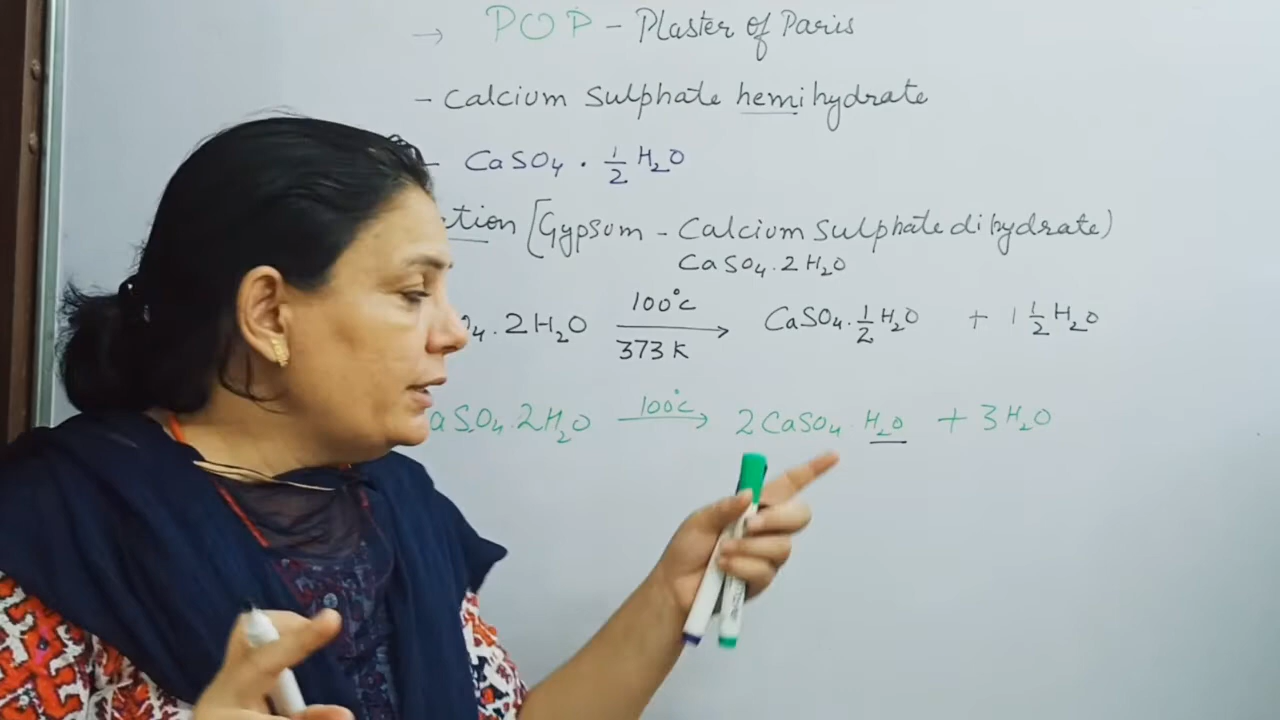 → POP - Plaster of Paris
- Calcium Sulphate hemihydrate
- CaSO₄ . 1/2 H₂O
[Gypsum - Calcium Sulphate dihydrate)
CaSO₄.2H₂O
₄.2H₂O 100°C 373 K → CaSO₄.1/2 H₂O + 1 1/2 H₂O
aSO₄.2H₂O 100°C → 2CaSO₄.H₂O + 3H₂O